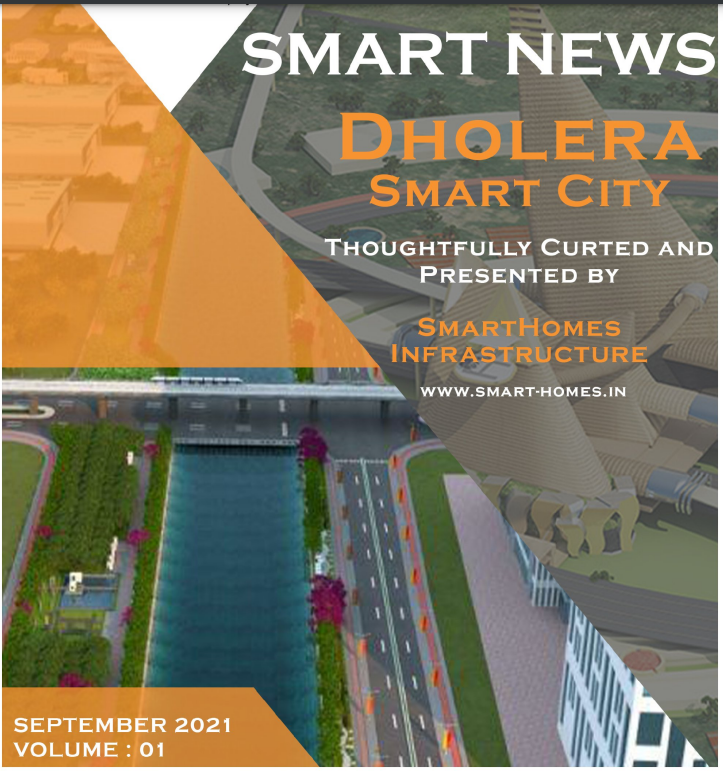 SMART NEWS
DHOLERA
SMART CITY
THOUGHTFULLY CURTED AND
PRESENTED BY
SMARTHOMES
INFRASTRUCTURE
WWW.SMART-HOMES.IN
SEPTEMBER 2021
VOLUME : 01